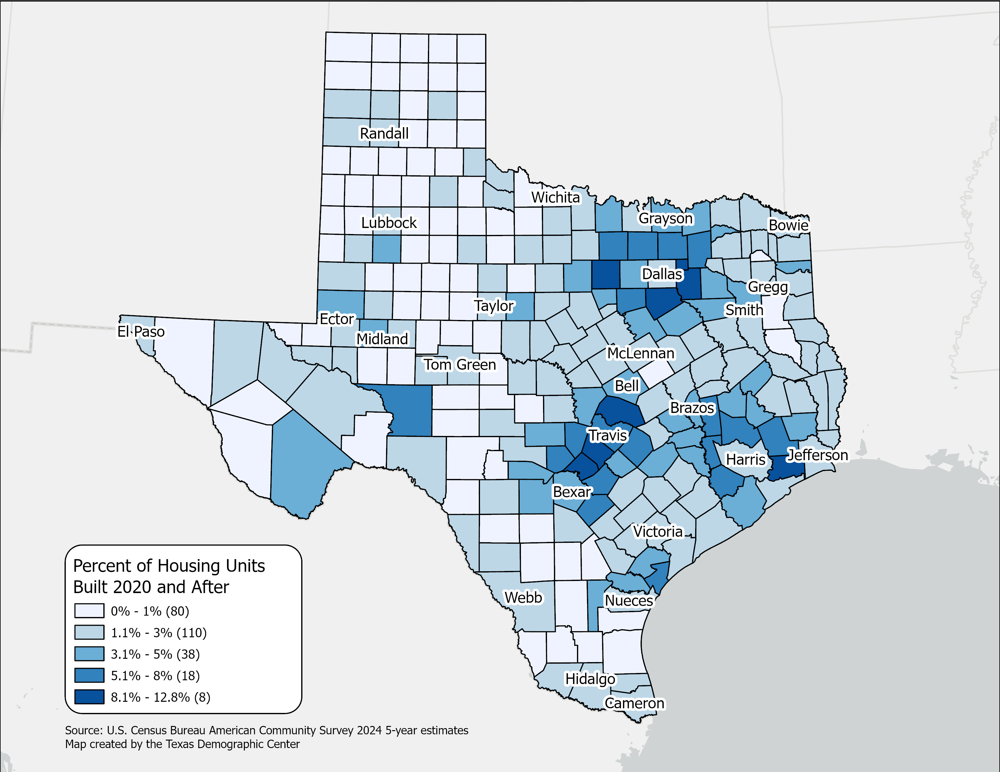 Randall
Wichita
Lubbock
Grayson
Bowie
Dallas
Gregg
Taylor
Smith
Ector
El Paso
Midland
McLennan
Tom Green
Bell
Brazos
Travis
Harris
Jefferson
Bexar
Victoria
Webb
Nueces
Hidalgo
Cameron
Percent of Housing Units
Built 2020 and After
0% - 1% (80)
1.1% - 3% (110)
3.1% - 5% (38)
5.1% - 8% (18)
8.1% - 12.8% (8)
Source: U.S. Census Bureau American Community Survey 2024 5-year estimates
Map created by the Texas Demographic Center